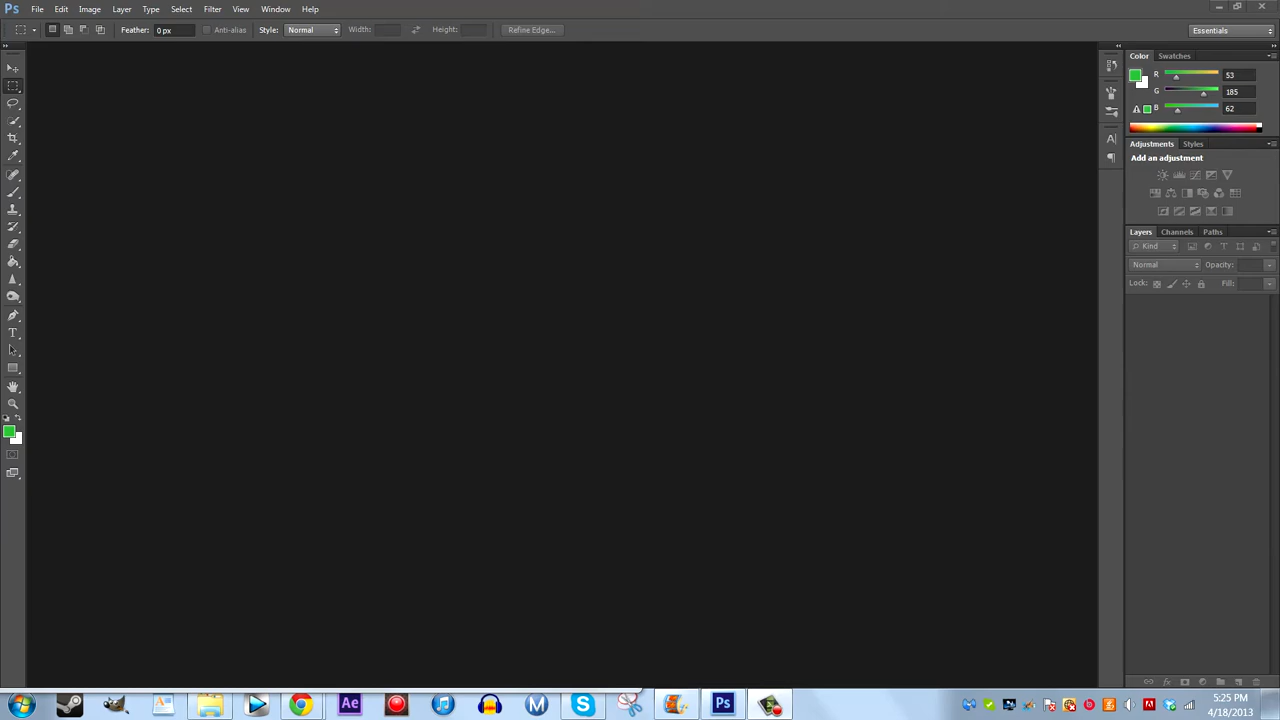 Ps File Edit Image Layer Type Select Filter View Window Help
Feather: 0 px Anti-alias Style: Normal Width: Height: Refine Edge... Essentials
Color Swatches
R 53
G 185
B 62
Adjustments Styles
Add an adjustment
Layers Channels Paths
Kind
Normal Opacity:
Lock: Fill:
Ae M Ps
5:25 PM
4/18/2013